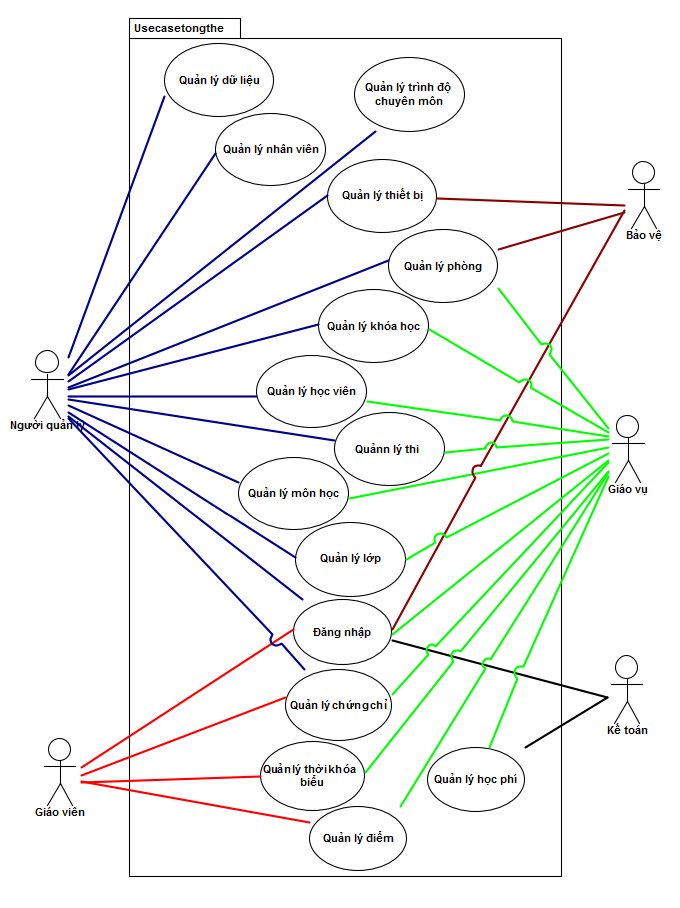 Usecasetongthe
Quản lý dữ liệu
Quản lý trình độ
chuyên môn
Quản lý nhân viên
Quản lý thiết bị
Bảo vệ
Quản lý phòng
Quản lý khóa học
Quản lý học viên
Người quản lý
Quảnn lý thi
Quản lý môn học
Giáo vụ
Quản lý lớp
Đăng nhập
Quản lý chứng chỉ
Kế toán
Quản lý thời khóa
biểu
Quản lý học phí
Giáo viên
Quản lý điểm